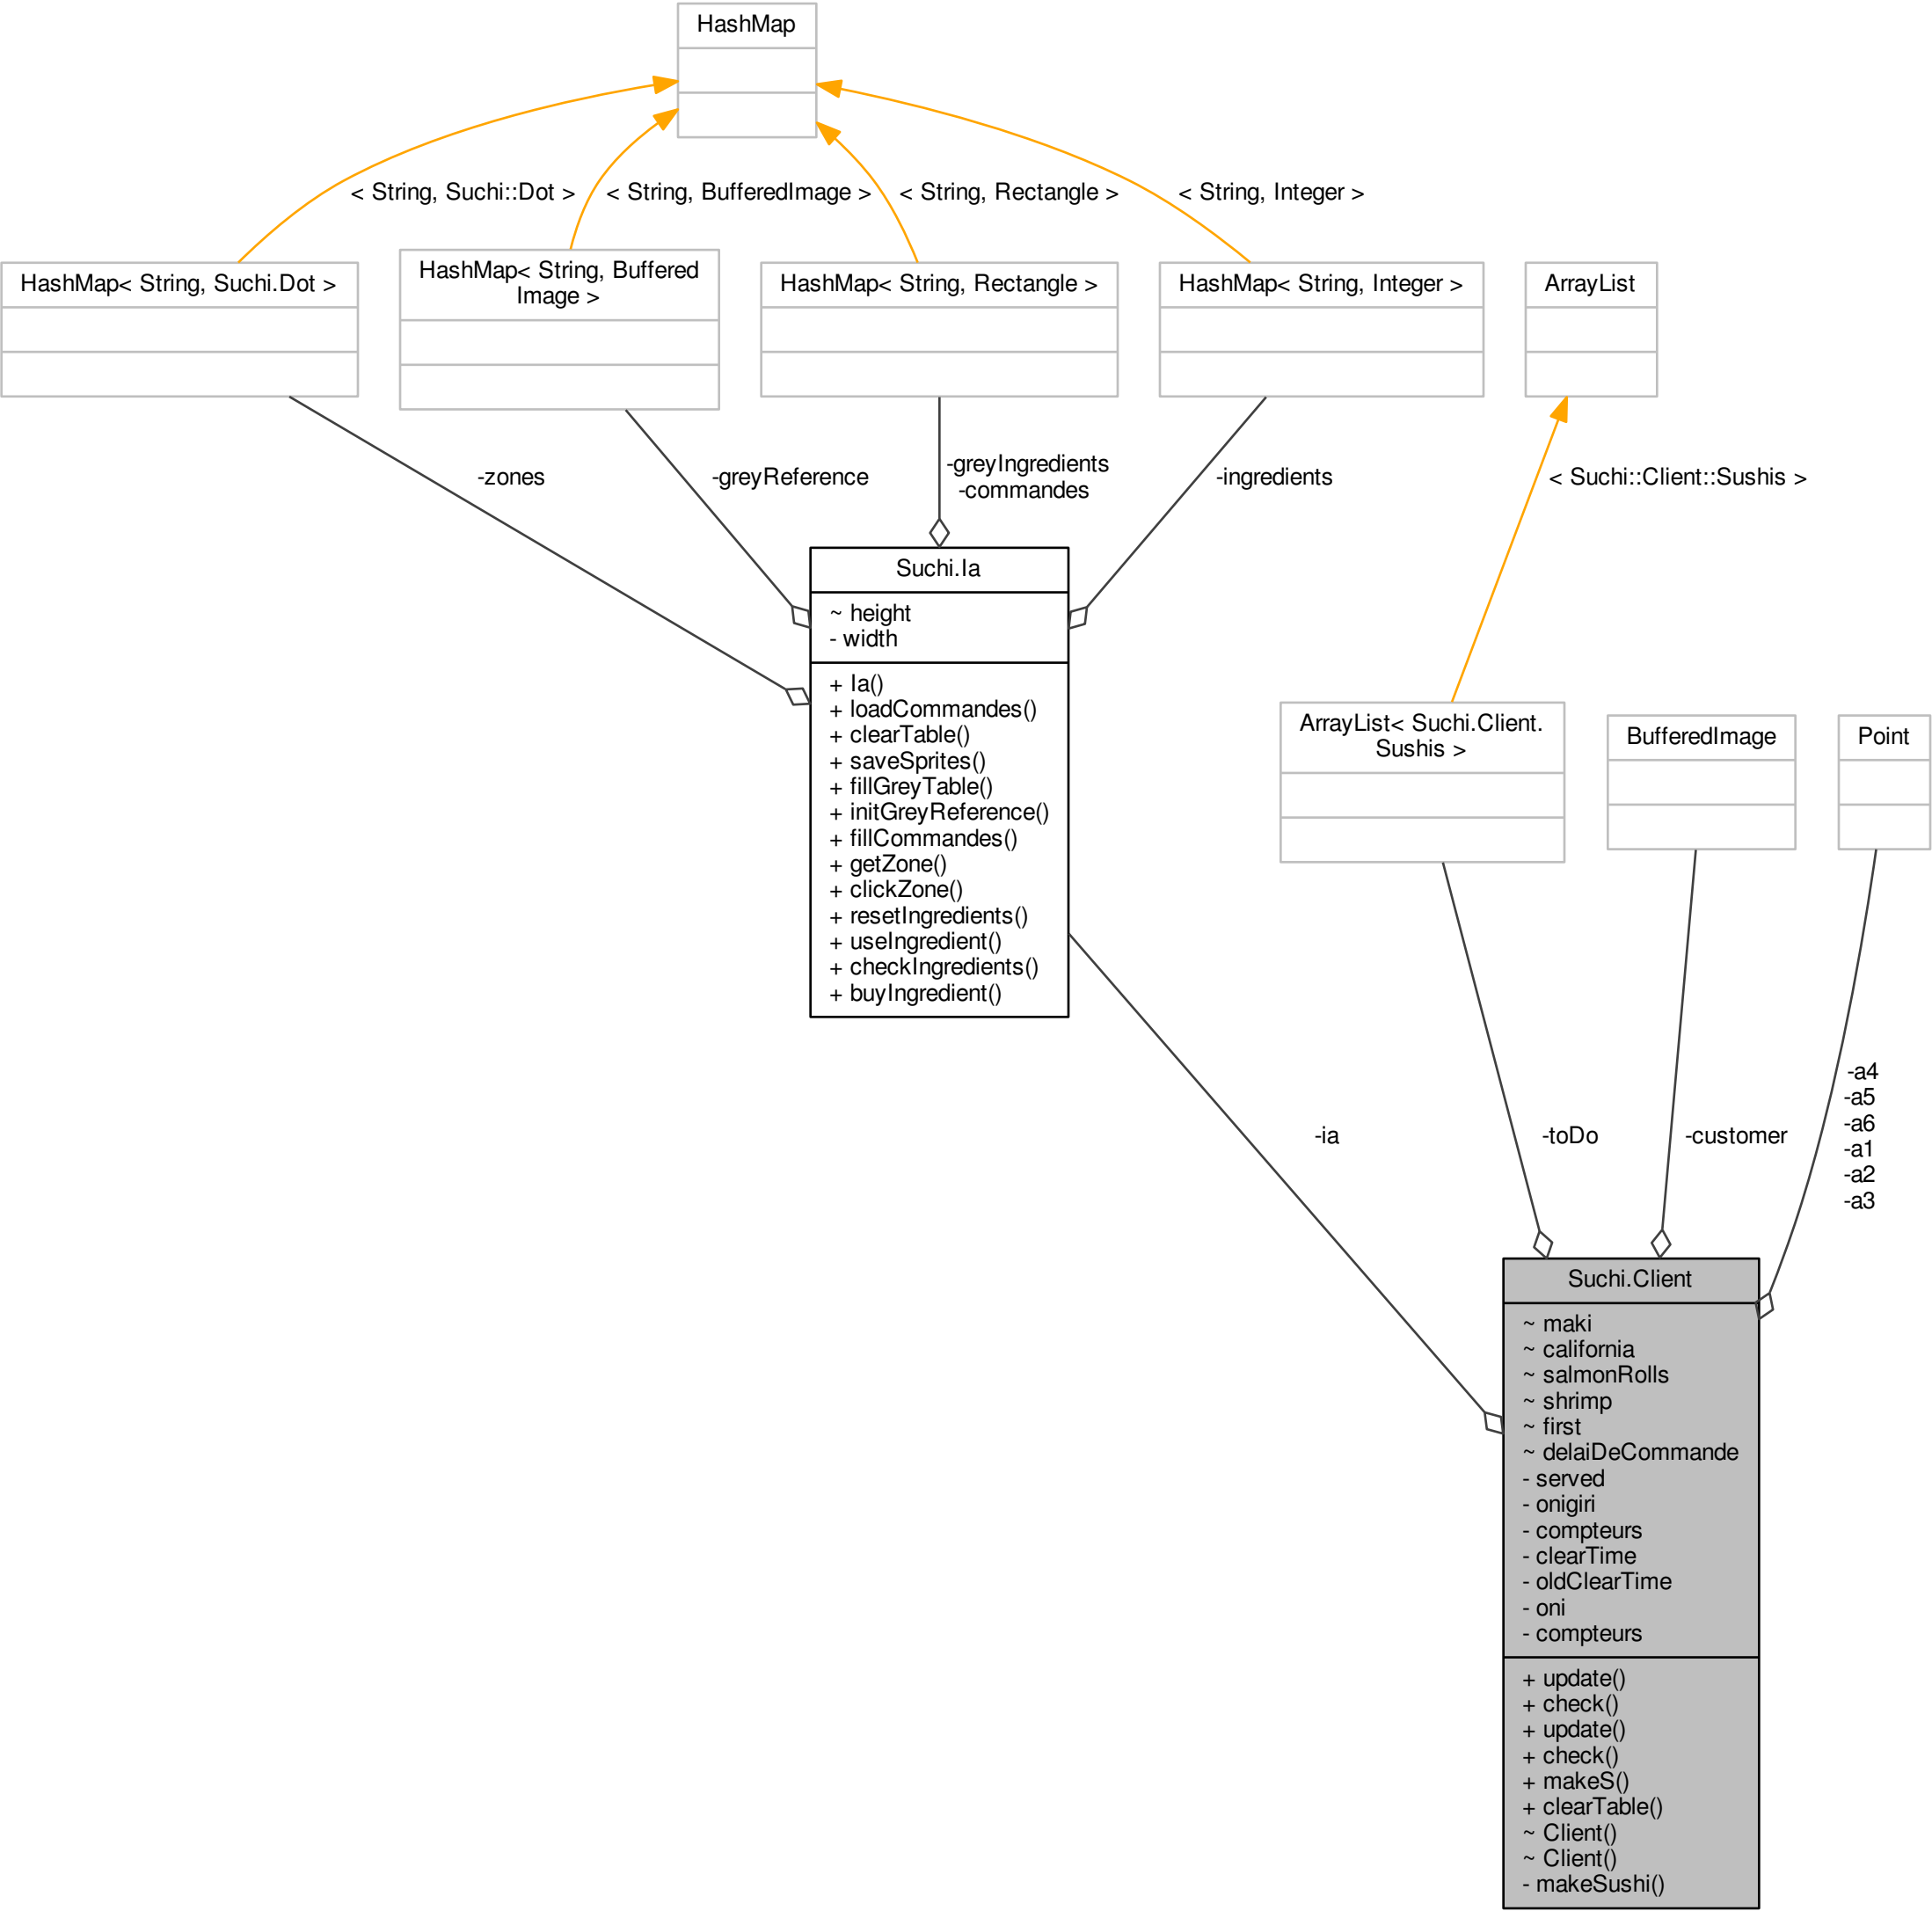 HashMap
< String, Suchi::Dot >
< String, BufferedImage >
< String, Rectangle >
< String, Integer >
HashMap< String, Suchi.Dot >
HashMap< String, Buffered
Image >
HashMap< String, Rectangle >
HashMap< String, Integer >
ArrayList
-zones
-greyReference
-greyIngredients
-commandes
-ingredients
< Suchi::Client::Sushis >
Suchi.Ia
~ height
- width
+ Ia()
+ loadCommandes()
+ clearTable()
+ saveSprites()
+ fillGreyTable()
+ initGreyReference()
+ fillCommandes()
+ getZone()
+ clickZone()
+ resetIngredients()
+ useIngredient()
+ checkIngredients()
+ buyIngredient()
ArrayList< Suchi.Client.
Sushis >
BufferedImage
Point
-ia
-toDo
-customer
-a4
-a5
-a6
-a1
-a2
-a3
Suchi.Client
~ maki
~ california
~ salmonRolls
~ shrimp
~ first
~ delaiDeCommande
- served
- onigiri
- compteurs
- clearTime
- oldClearTime
- oni
- compteurs
+ update()
+ check()
+ update()
+ check()
+ makeS()
+ clearTable()
~ Client()
~ Client()
- makeSushi()